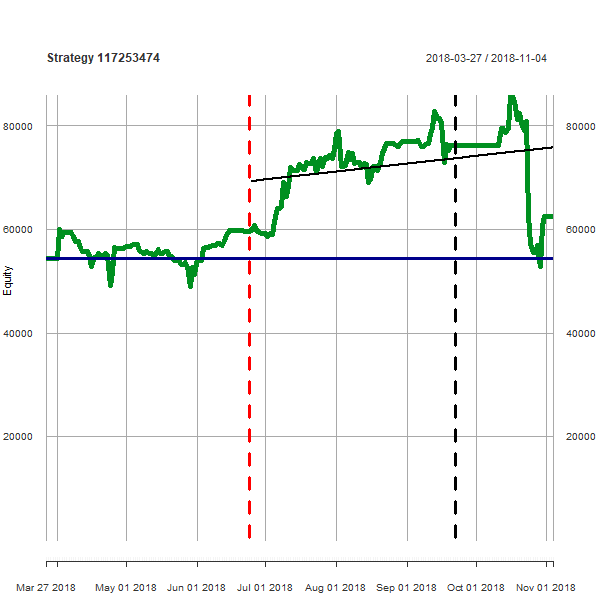 Strategy 117253474 2018-03-27 / 2018-11-04
80000 80000
60000 60000
Equity
40000 40000
20000 20000
Mar 27 2018 May 01 2018 Jun 01 2018 Jul 01 2018 Aug 01 2018 Sep 01 2018 Oct 01 2018 Nov 01 2018